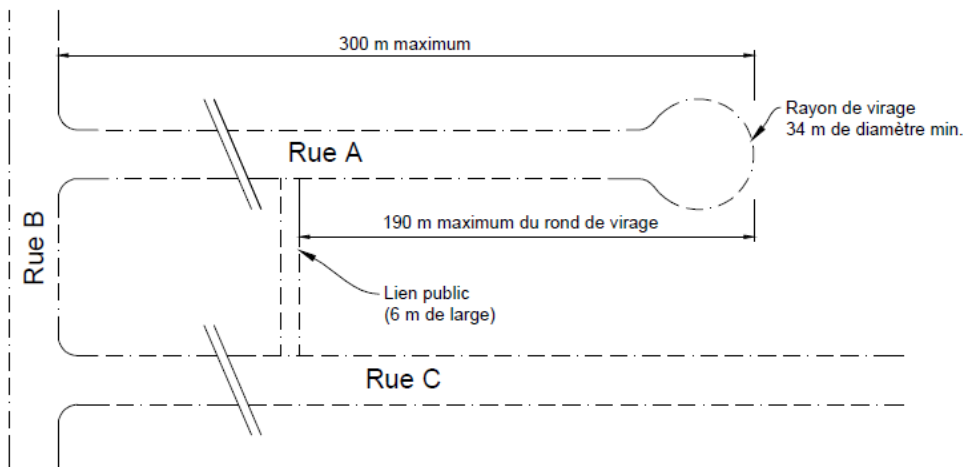 300 m maximum
Rayon de virage
34 m de diamètre min.
Rue A
190 m maximum du rond de virage
Rue B
Lien public
(6 m de large)
Rue C